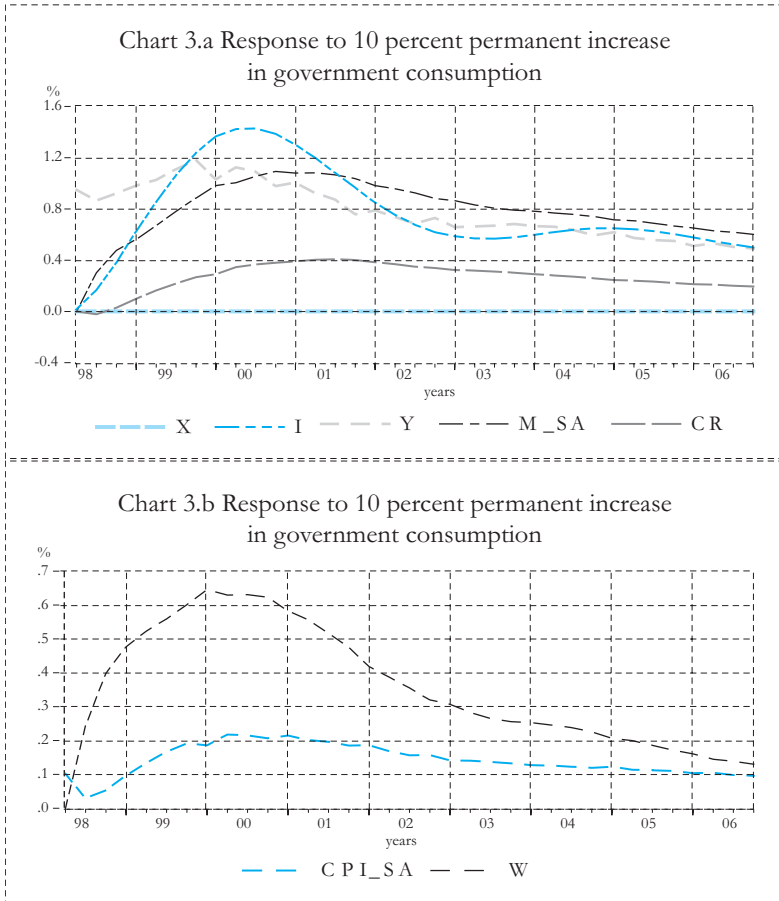 Chart 3.a Response to 10 percent permanent increase
in government consumption
%
1.6
1.2
0.8
0.4
0.0
-0.4
98 99 00 01 02 03 04 05 06
years
X I Y M_SA CR
Chart 3.b Response to 10 percent permanent increase
in government consumption
%
.7
.6
.5
.4
.3
.2
.1
.0
98 99 00 01 02 03 04 05 06
years
CPI_SA W